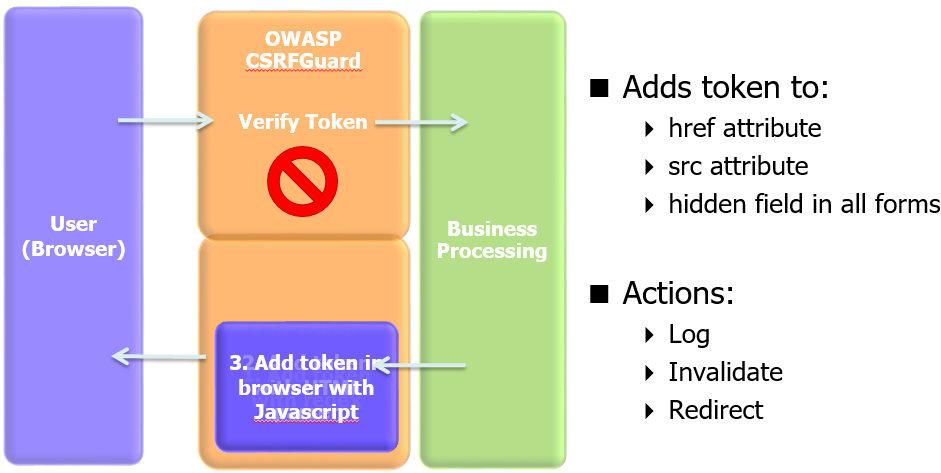 OWASP
CSRFGuard
Verify Token
User
(Browser)
Business
Processing
3. Add token in
browser with
Javascript
Adds token to:
href attribute
src attribute
hidden field in all forms
Actions:
Log
Invalidate
Redirect